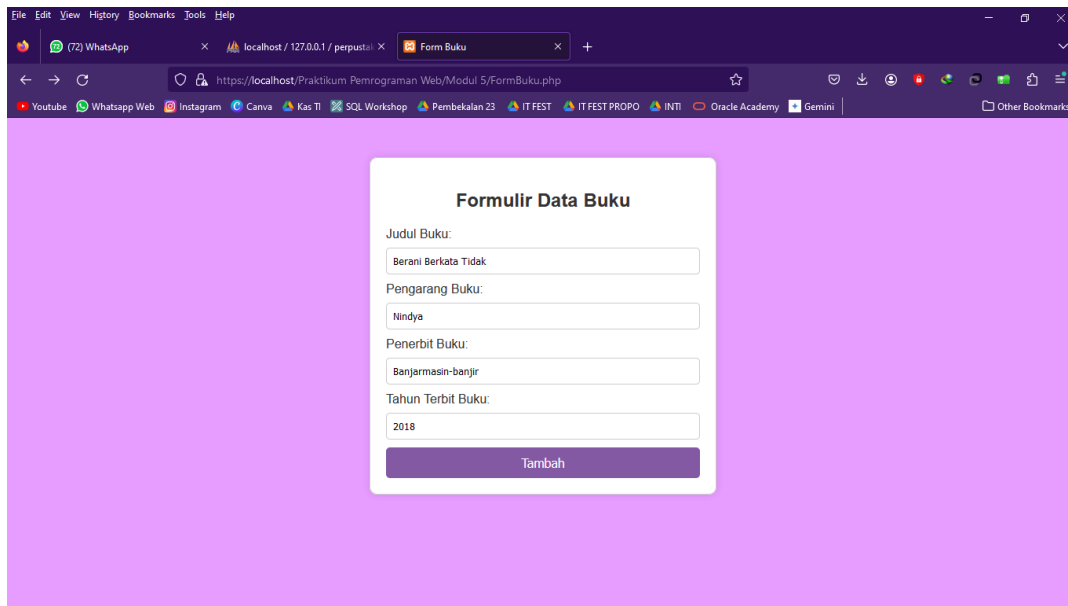 File Edit View History Bookmarks Tools Help
(72) WhatsApp
localhost / 127.0.0.1 / perpusta
Form Buku
https://localhost/Praktikum Pemrograman Web/Modul 5/FormBuku.php
Youtube Whatsapp Web Instagram Canva Kas TI SQL Workshop Pembekalan 23 IT FEST IT FEST PROPO INTI Oracle Academy Gemini Other Bookmarks
Formulir Data Buku
Judul Buku:
Berani Berkata Tidak
Pengarang Buku:
Nindya
Penerbit Buku:
Banjarmasin-banjir
Tahun Terbit Buku:
2018
Tambah